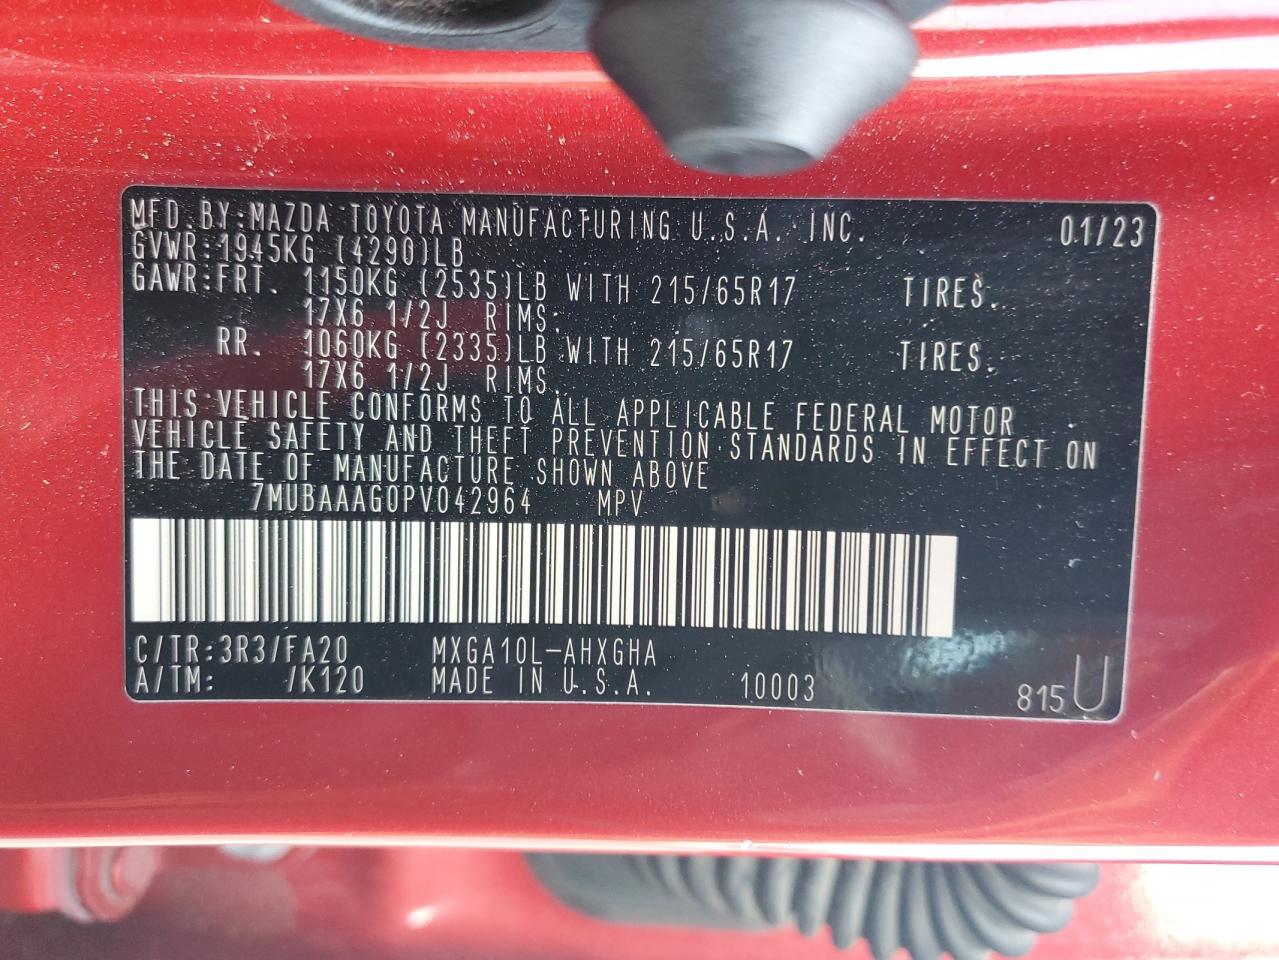 MFD.BY:MAZDA TOYOTA MANUFACTURING U.S.A. INC. 01/23
GVWR:1945KG (4290)LB
GAWR:FRT. 1150KG (2535)LB WITH 215/65R17 TIRES.
17X6 1/2J RIMS.
RR. 1060KG (2335)LB WITH 215/65R17 TIRES.
17X6 1/2J RIMS.
THIS VEHICLE CONFORMS TO ALL APPLICABLE FEDERAL MOTOR
VEHICLE SAFETY AND THEFT PREVENTION STANDARDS IN EFFECT ON
THE DATE OF MANUFACTURE SHOWN ABOVE
7MUBAAAG0PV042964 MPV
C/TR:3R3/FA20 MXGA10L-AHXGHA
A/TM: /K120 MADE IN U.S.A. 10003 815U